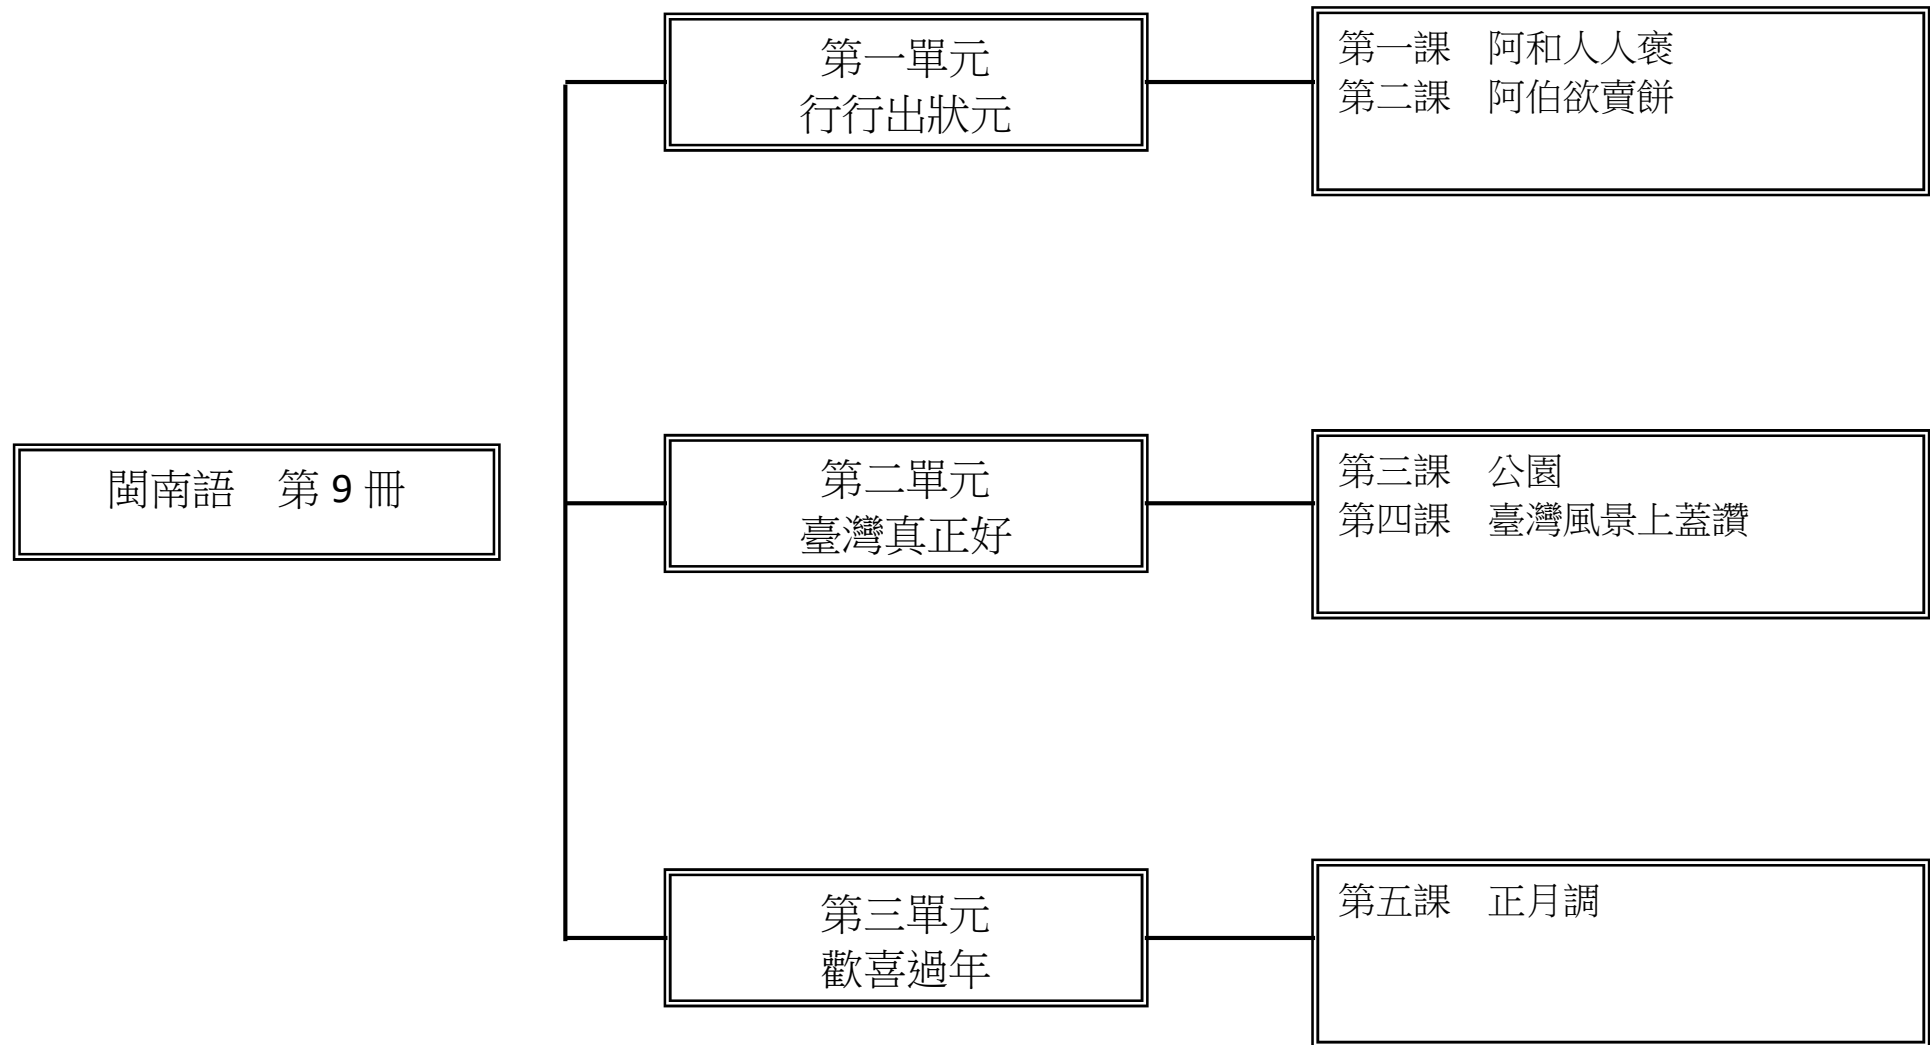 閩南語　第 9 冊
第一單元
行行出狀元
第一課　阿和人人褒
第二課　阿伯欲賣餅
第二單元
臺灣真正好
第三課　公園
第四課　臺灣風景上蓋讚
第三單元
歡喜過年
第五課　正月調